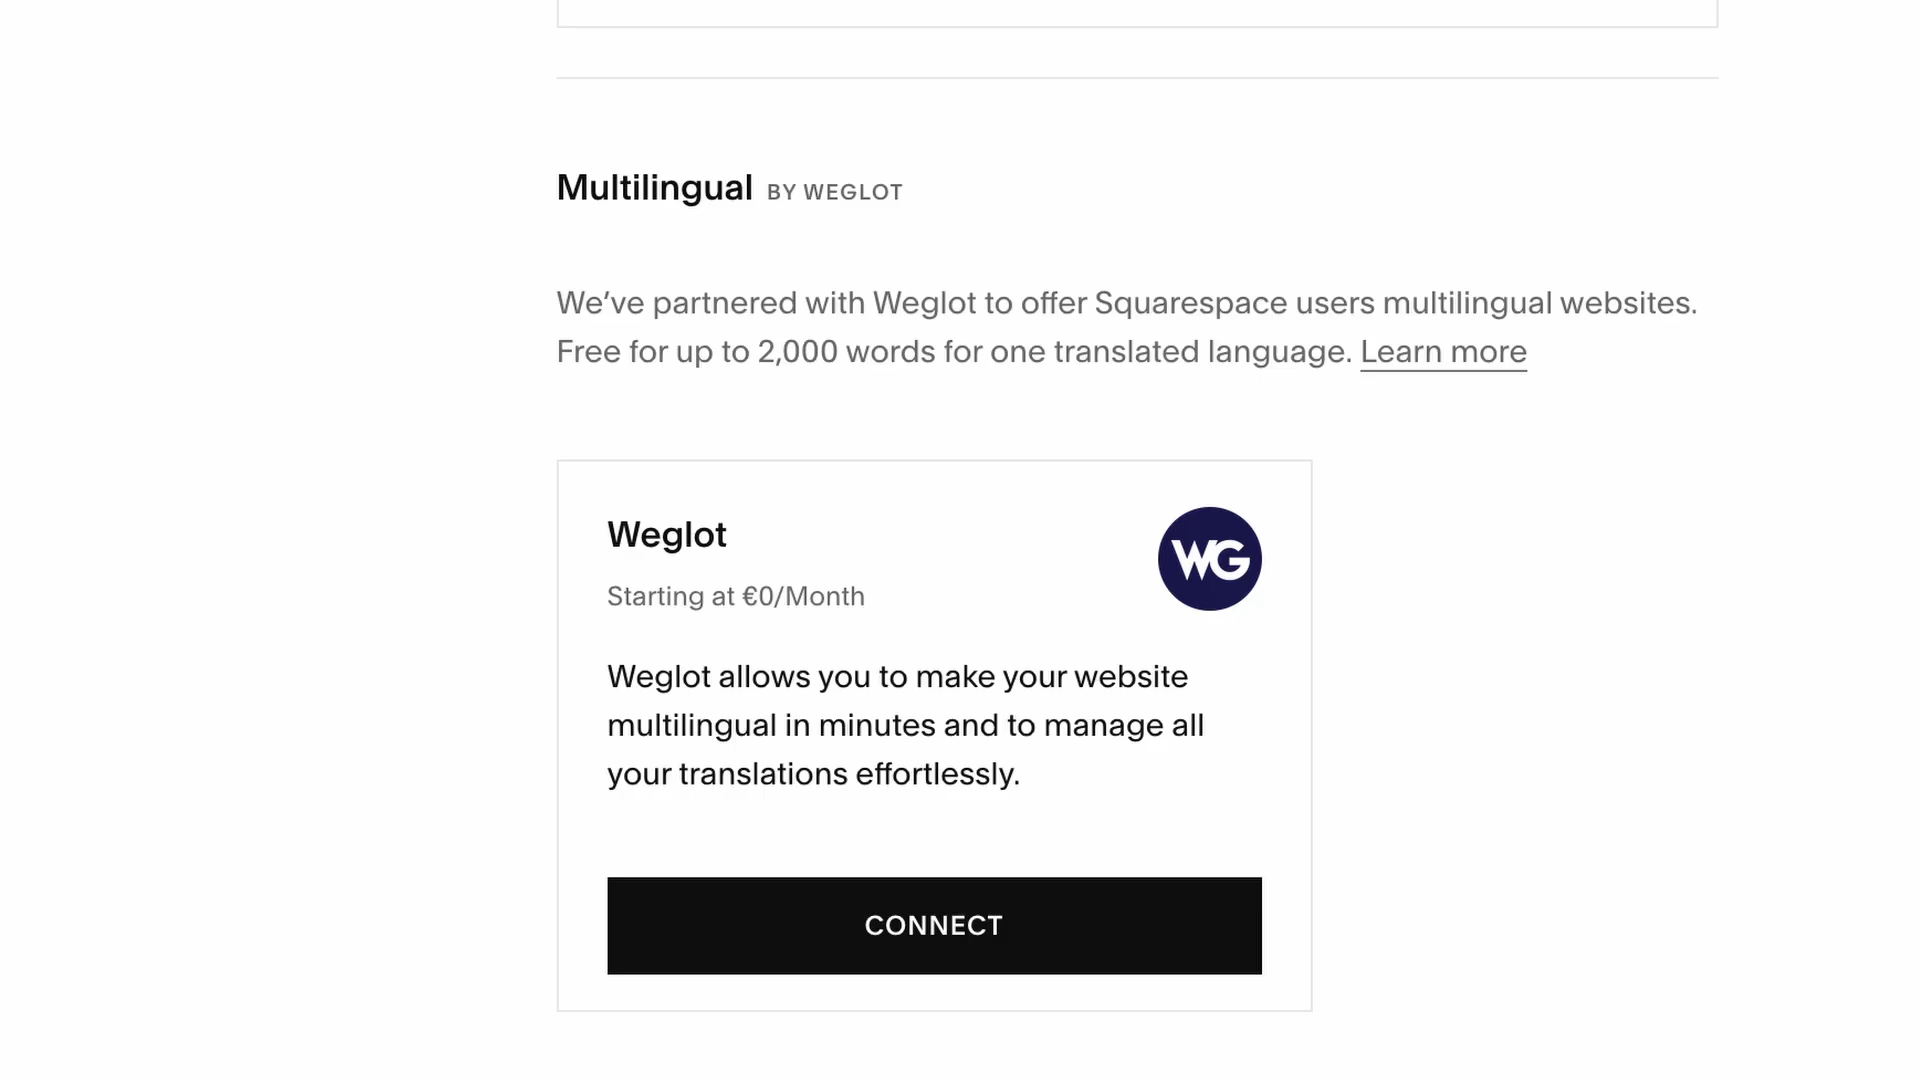 Multilingual BY WEGLOT
We’ve partnered with Weglot to offer Squarespace users multilingual websites.
Free for up to 2,000 words for one translated language. Learn more
Weglot
WG
Starting at €0/Month
Weglot allows you to make your website
multilingual in minutes and to manage all
your translations effortlessly.
CONNECT